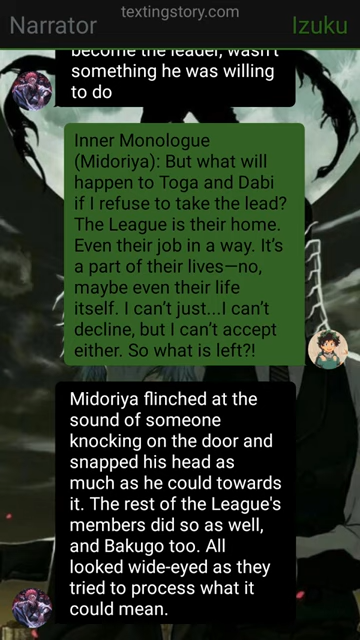 textingstory.com
Narrator
Izuku
become the leader, wasn't
something he was willing
to do
Inner Monologue
(Midoriya): But what will
happen to Toga and Dabi
if I refuse to take the lead?
The League is their home.
Even their job in a way. It's
a part of their lives—no,
maybe even their life
itself. I can't just...I can't
decline, but I can't accept
either. So what is left?!
Midoriya flinched at the
sound of someone
knocking on the door and
snapped his head as
much as he could towards
it. The rest of the League's
members did so as well,
and Bakugo too. All
looked wide-eyed as they
tried to process what it
could mean.